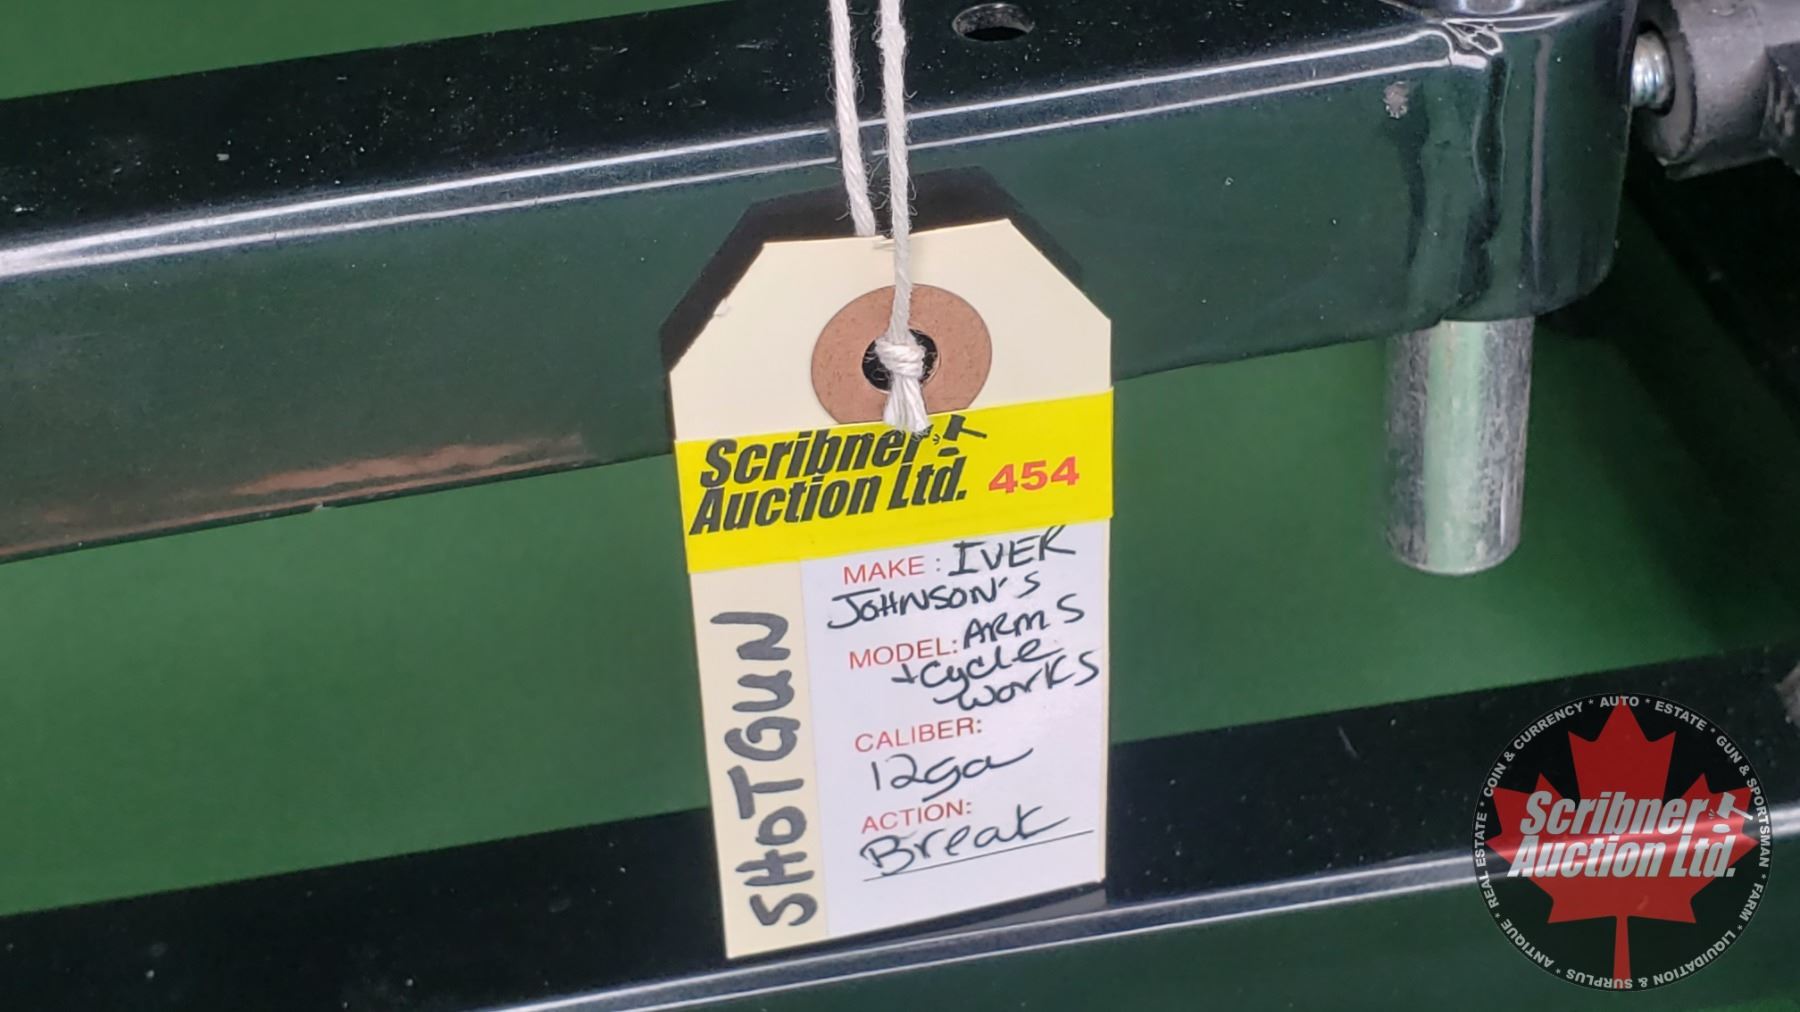 Scribner
Auction Ltd. 454
MAKE: IVER
JOHNSON'S
MODEL: ARMS
+ Cycle
WORKS
CALIBER:
12ga
ACTION:
Break
SHOTGUN
Scribner
Auction Ltd.
ANTIQUE * REAL ESTATE * COIN & CURRENCY * AUTO * ESTATE * GUN & SPORTSMAN * FARM * LIQUIDATION & SURPLUS *